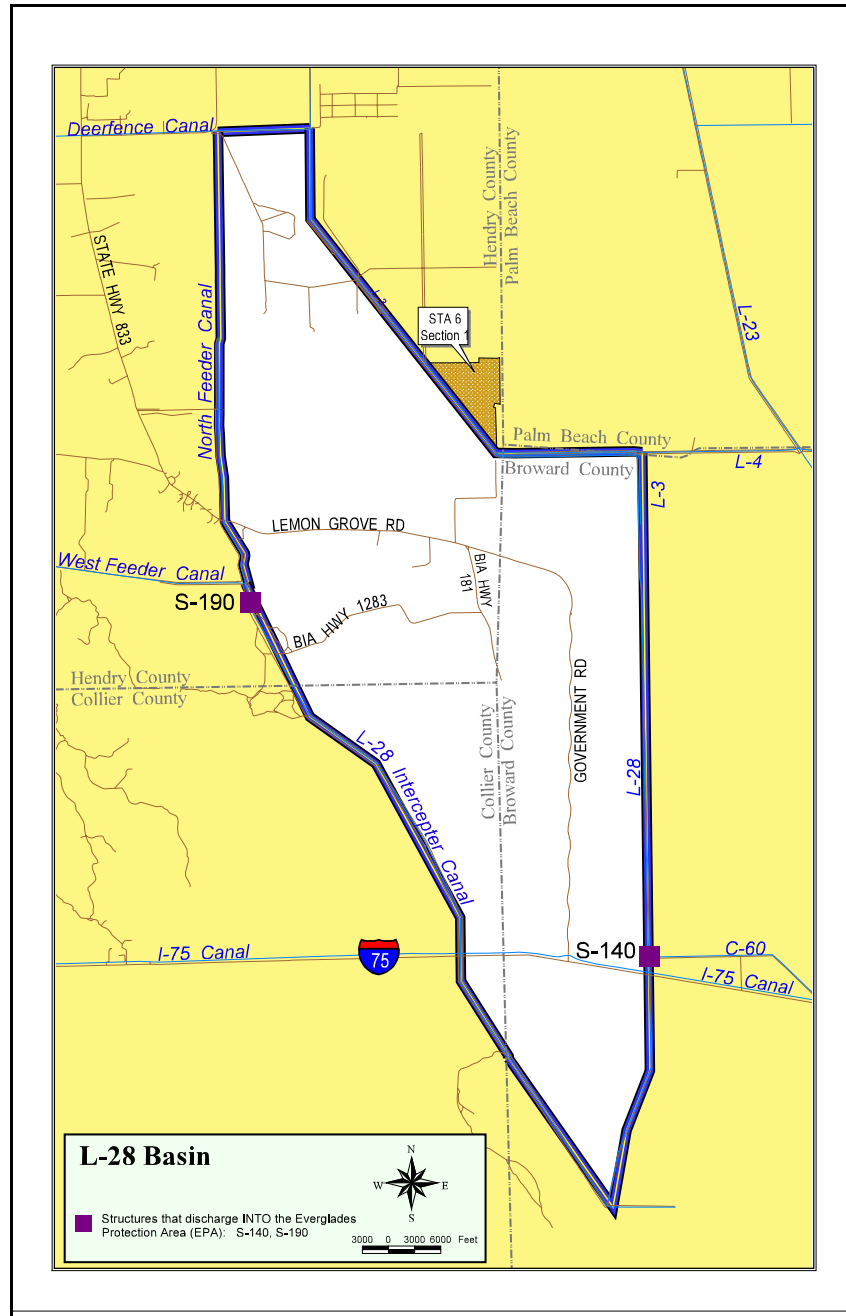 Deerfence Canal
Hendry County
Palm Beach County
STATE HWY 833
North Feeder Canal
L-23
STA 6
Section 1
Palm Beach County
Broward County
L-4
L-3
LEMON GROVE RD
West Feeder Canal
S-190
BIA HWY
181
BIA HWY 1283
Hendry County
Collier County
GOVERNMENT RD
L-28
Collier County
Broward County
L-28 Intercepter Canal
I-75 Canal
75
S-140
C-60
I-75 Canal
L-28 Basin
N
W
E
S
Structures that discharge INTO the Everglades
Protection Area (EPA): S-140, S-190
3000 0 3000 6000 Feet